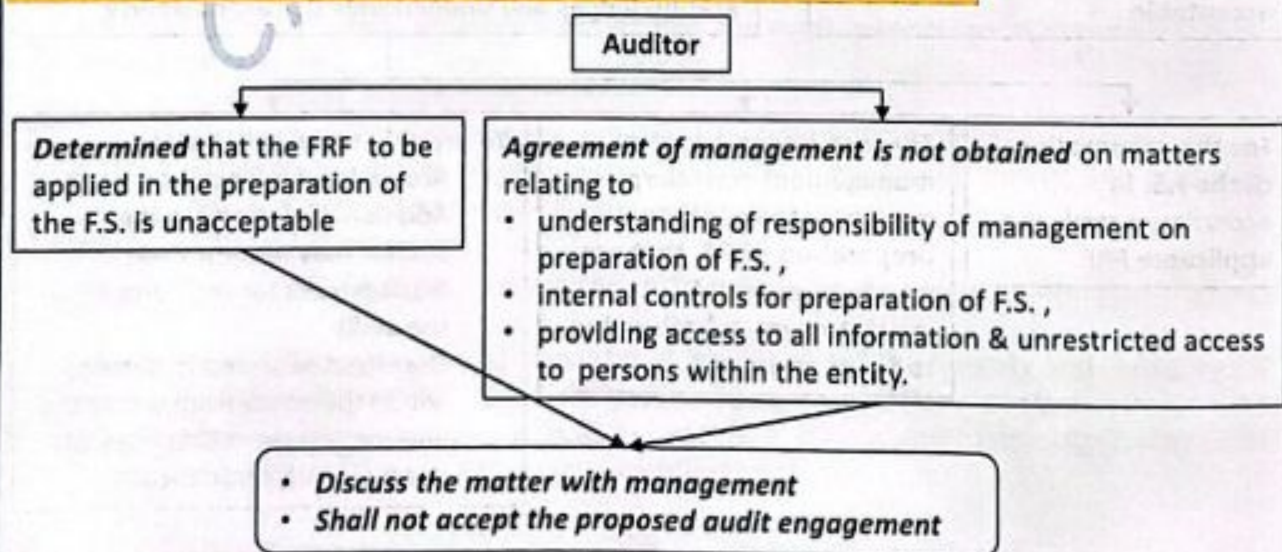 Auditor
Determined that the FRF to be
applied in the preparation of
the F.S. is unacceptable
Agreement of management is not obtained on matters
relating to
• understanding of responsibility of management on
preparation of F.S. ,
• internal controls for preparation of F.S. ,
• providing access to all information & unrestricted access
to persons within the entity.
• Discuss the matter with management
• Shall not accept the proposed audit engagement